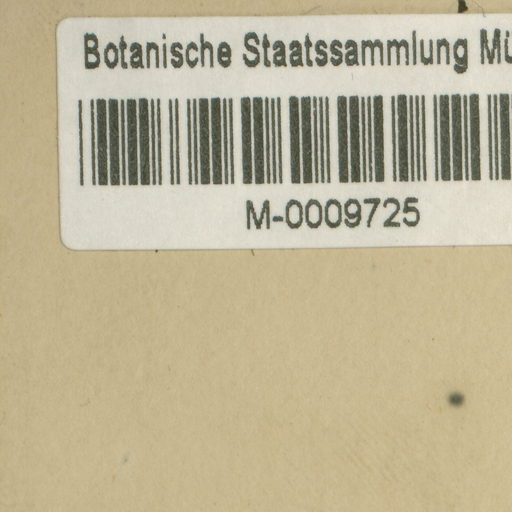 Botanische Staatssammlung Mü
M-0009725